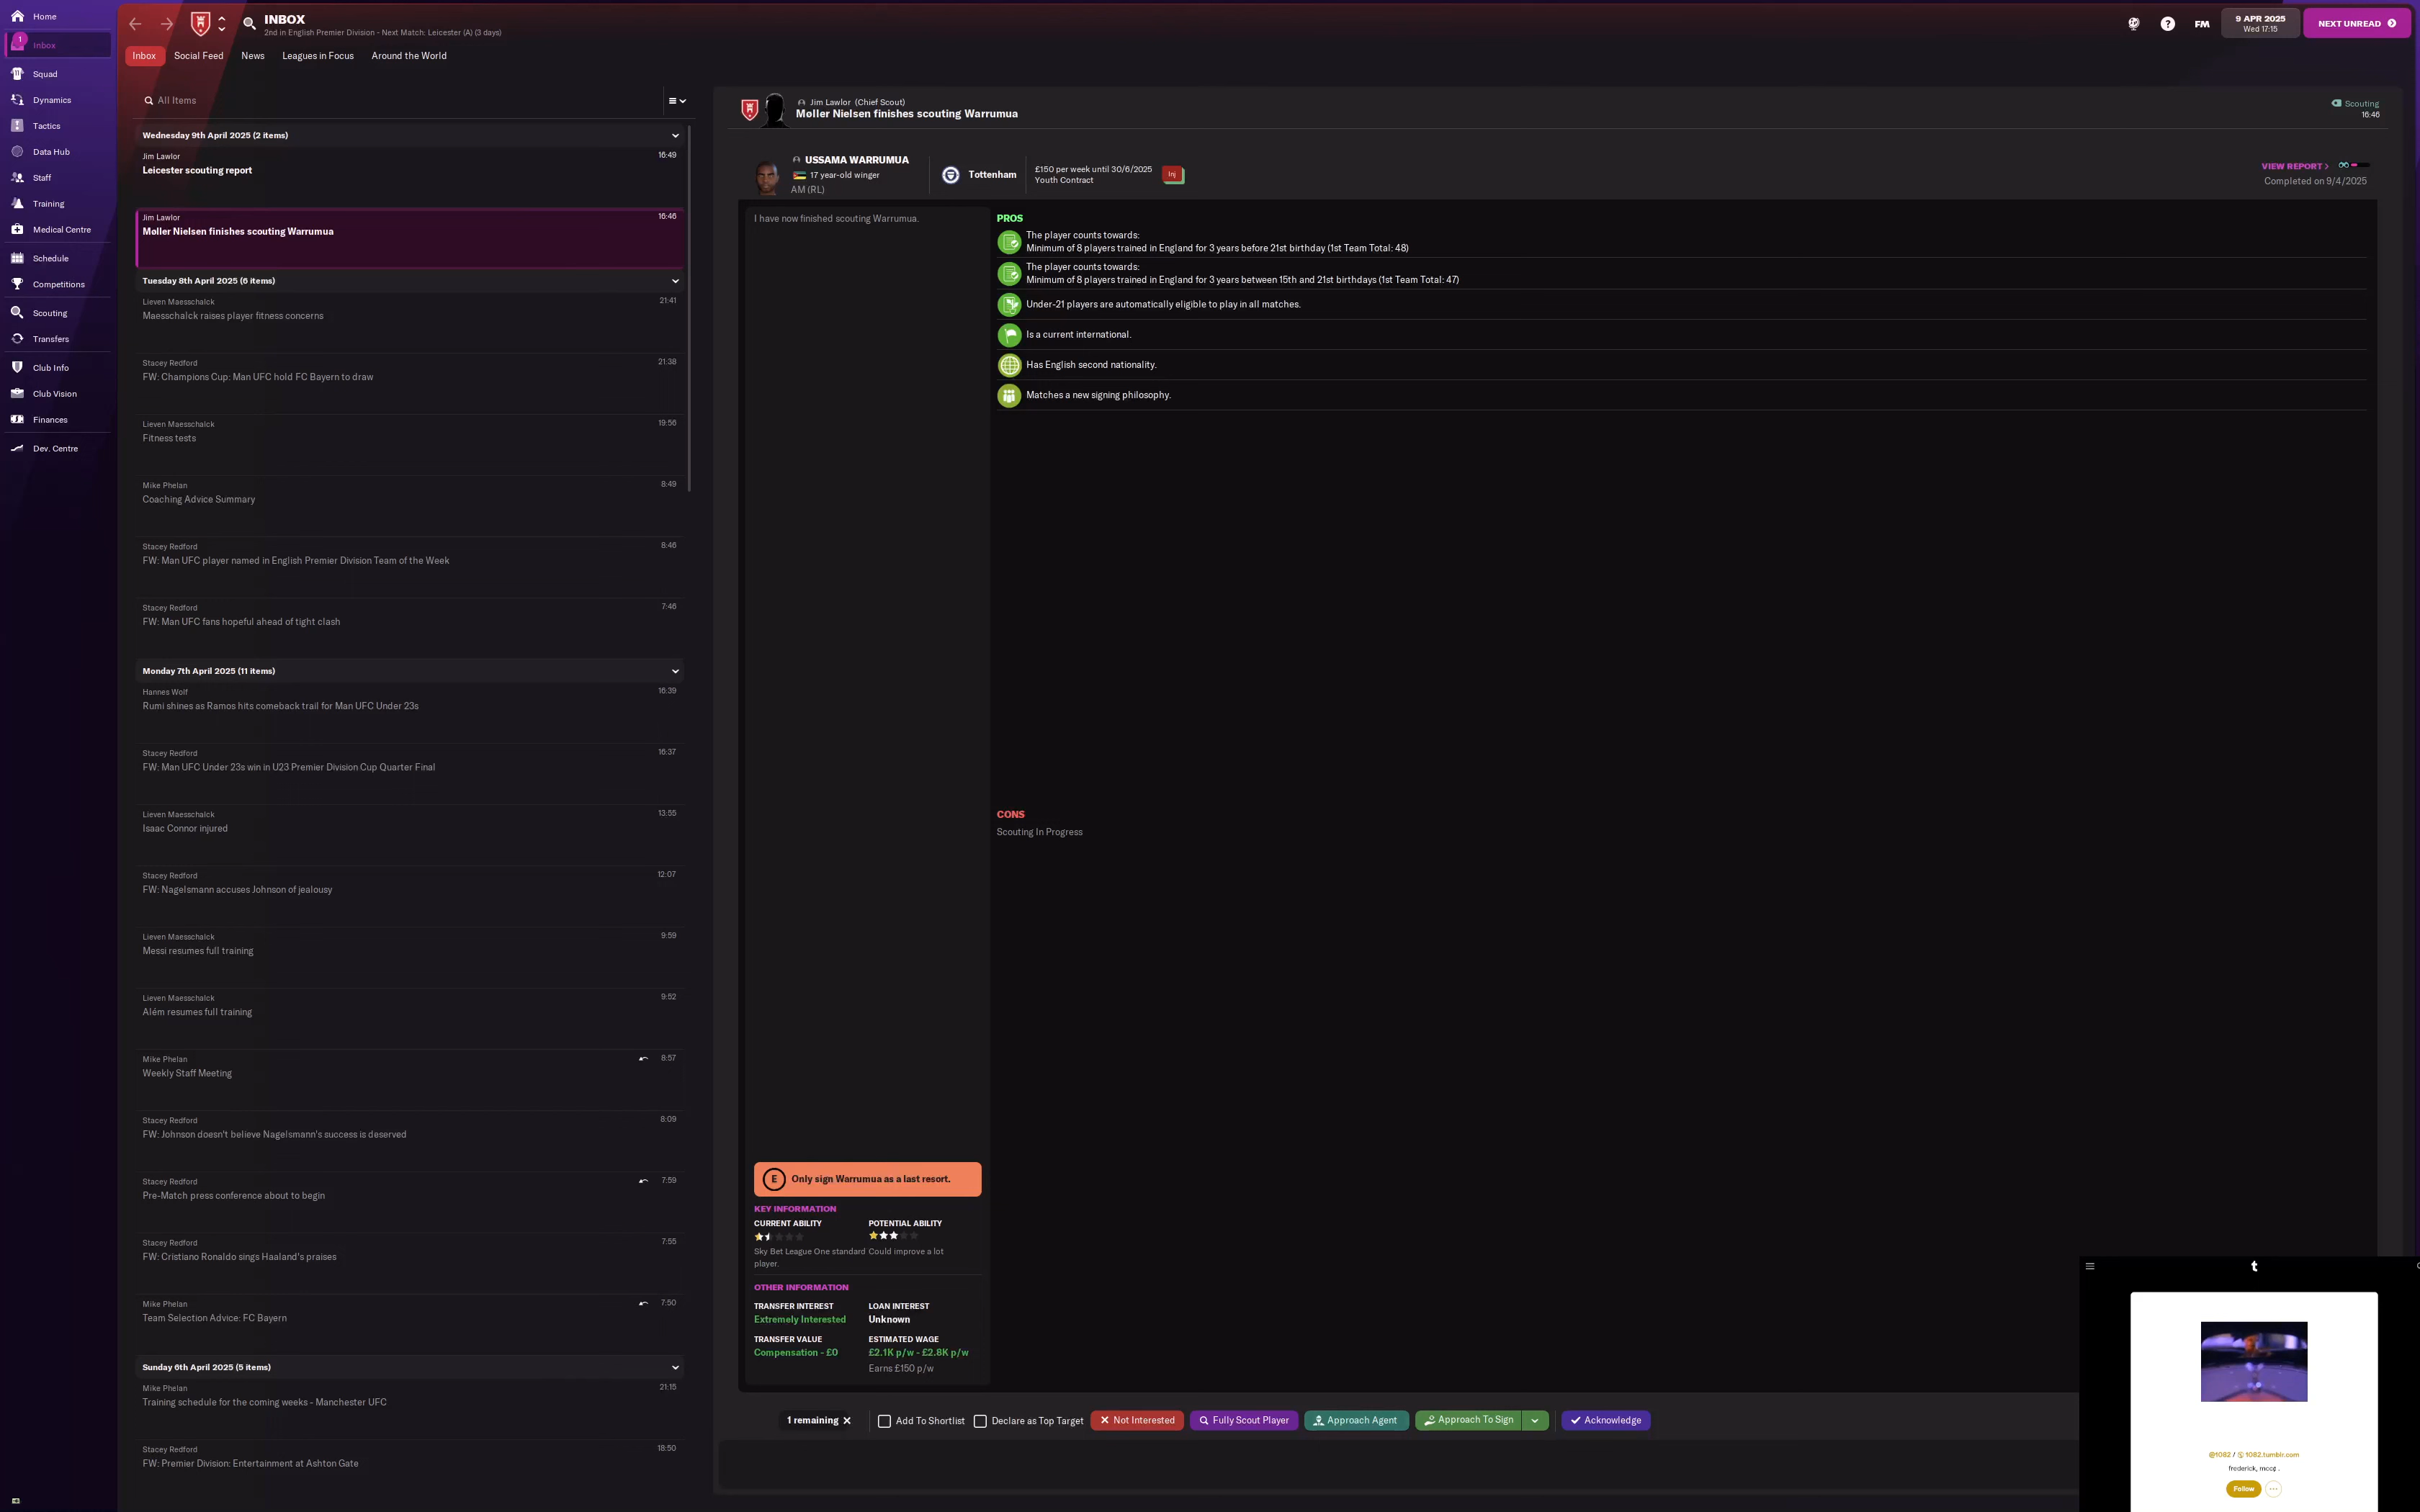 Home
INBOX
2nd in English Premier Division - Next Match: Leicester (A) (3 days)
FM
9 APR 2025
Wed 17:15
NEXT UNREAD
1
Inbox
Squad
Dynamics
Tactics
Data Hub
Staff
Training
Medical Centre
Schedule
Competitions
Scouting
Transfers
Club Info
Club Vision
Finances
Dev. Centre
Inbox
Social Feed
News
Leagues in Focus
Around the World
All Items
Wednesday 9th April 2025 (2 items)
Jim Lawlor 16:49
Leicester scouting report
Jim Lawlor 16:46
Møller Nielsen finishes scouting Warrumua
Tuesday 8th April 2025 (6 items)
Lieven Maesschalck 21:41
Maesschalck raises player fitness concerns
Stacey Redford 21:38
FW: Champions Cup: Man UFC hold FC Bayern to draw
Lieven Maesschalck 19:56
Fitness tests
Mike Phelan 8:49
Coaching Advice Summary
Stacey Redford 8:46
FW: Man UFC player named in English Premier Division Team of the Week
Stacey Redford 7:46
FW: Man UFC fans hopeful ahead of tight clash
Monday 7th April 2025 (11 items)
Hannes Wolf 16:39
Rumi shines as Ramos hits comeback trail for Man UFC Under 23s
Stacey Redford 16:37
FW: Man UFC Under 23s win in U23 Premier Division Cup Quarter Final
Lieven Maesschalck 13:55
Isaac Connor injured
Stacey Redford 12:07
FW: Nagelsmann accuses Johnson of jealousy
Lieven Maesschalck 9:59
Messi resumes full training
Lieven Maesschalck 9:52
Além resumes full training
Mike Phelan 8:57
Weekly Staff Meeting
Stacey Redford 8:09
FW: Johnson doesn't believe Nagelsmann's success is deserved
Stacey Redford 7:59
Pre-Match press conference about to begin
Stacey Redford 7:55
FW: Cristiano Ronaldo sings Haaland's praises
Mike Phelan 7:50
Team Selection Advice: FC Bayern
Sunday 6th April 2025 (5 items)
Mike Phelan 21:15
Training schedule for the coming weeks - Manchester UFC
Stacey Redford 18:50
FW: Premier Division: Entertainment at Ashton Gate
Jim Lawlor (Chief Scout)
Møller Nielsen finishes scouting Warrumua
Scouting
16:46
USSAMA WARRUMUA
17 year-old winger
AM (RL)
Tottenham
£150 per week until 30/6/2025
Youth Contract
Inj
VIEW REPORT >
Completed on 9/4/2025
I have now finished scouting Warrumua.
PROS
The player counts towards:
Minimum of 8 players trained in England for 3 years before 21st birthday (1st Team Total: 48)
The player counts towards:
Minimum of 8 players trained in England for 3 years between 15th and 21st birthdays (1st Team Total: 47)
Under-21 players are automatically eligible to play in all matches.
Is a current international.
Has English second nationality.
Matches a new signing philosophy.
CONS
Scouting In Progress
E Only sign Warrumua as a last resort.
KEY INFORMATION
CURRENT ABILITY POTENTIAL ABILITY
Sky Bet League One standard player. Could improve a lot
OTHER INFORMATION
TRANSFER INTEREST LOAN INTEREST
Extremely Interested Unknown
TRANSFER VALUE ESTIMATED WAGE
Compensation - £0 £2.1K p/w - £2.8K p/w
Earns £150 p/w
1 remaining
Add To Shortlist
Declare as Top Target
Not Interested
Fully Scout Player
Approach Agent
Approach To Sign
Acknowledge
t
@1082 / 1082.tumblr.com
frederick, mccq .
Follow